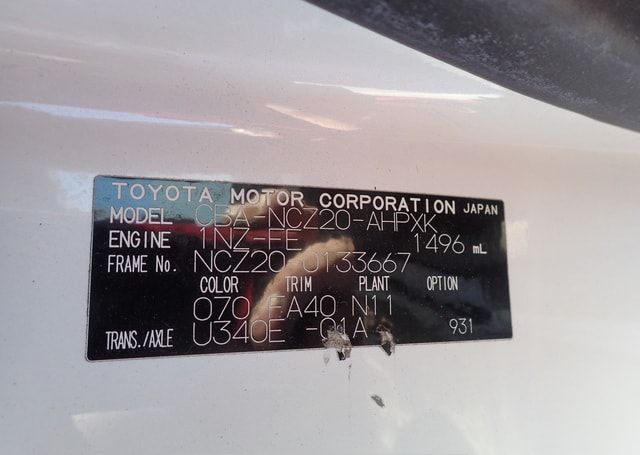 TOYOTA MOTOR CORPORATION JAPAN
MODEL CBA-NCZ20-AHPXK
ENGINE 1NZ-FE 1496 mL
FRAME No. NCZ20-0133667
COLOR TRIM PLANT OPTION
070 FA40 N11
TRANS./AXLE U340E -01A 931